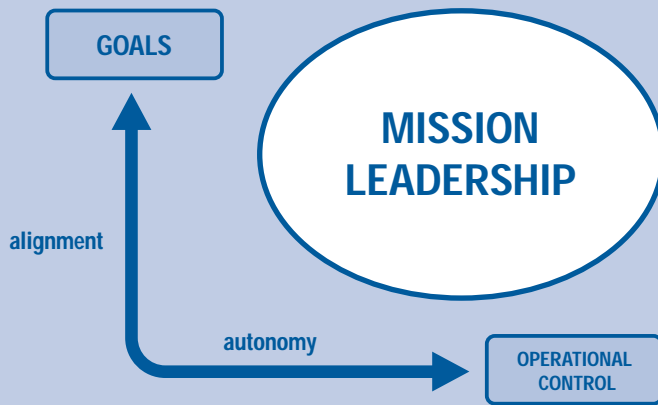 GOALS
MISSION
LEADERSHIP
alignment
autonomy
OPERATIONAL
CONTROL